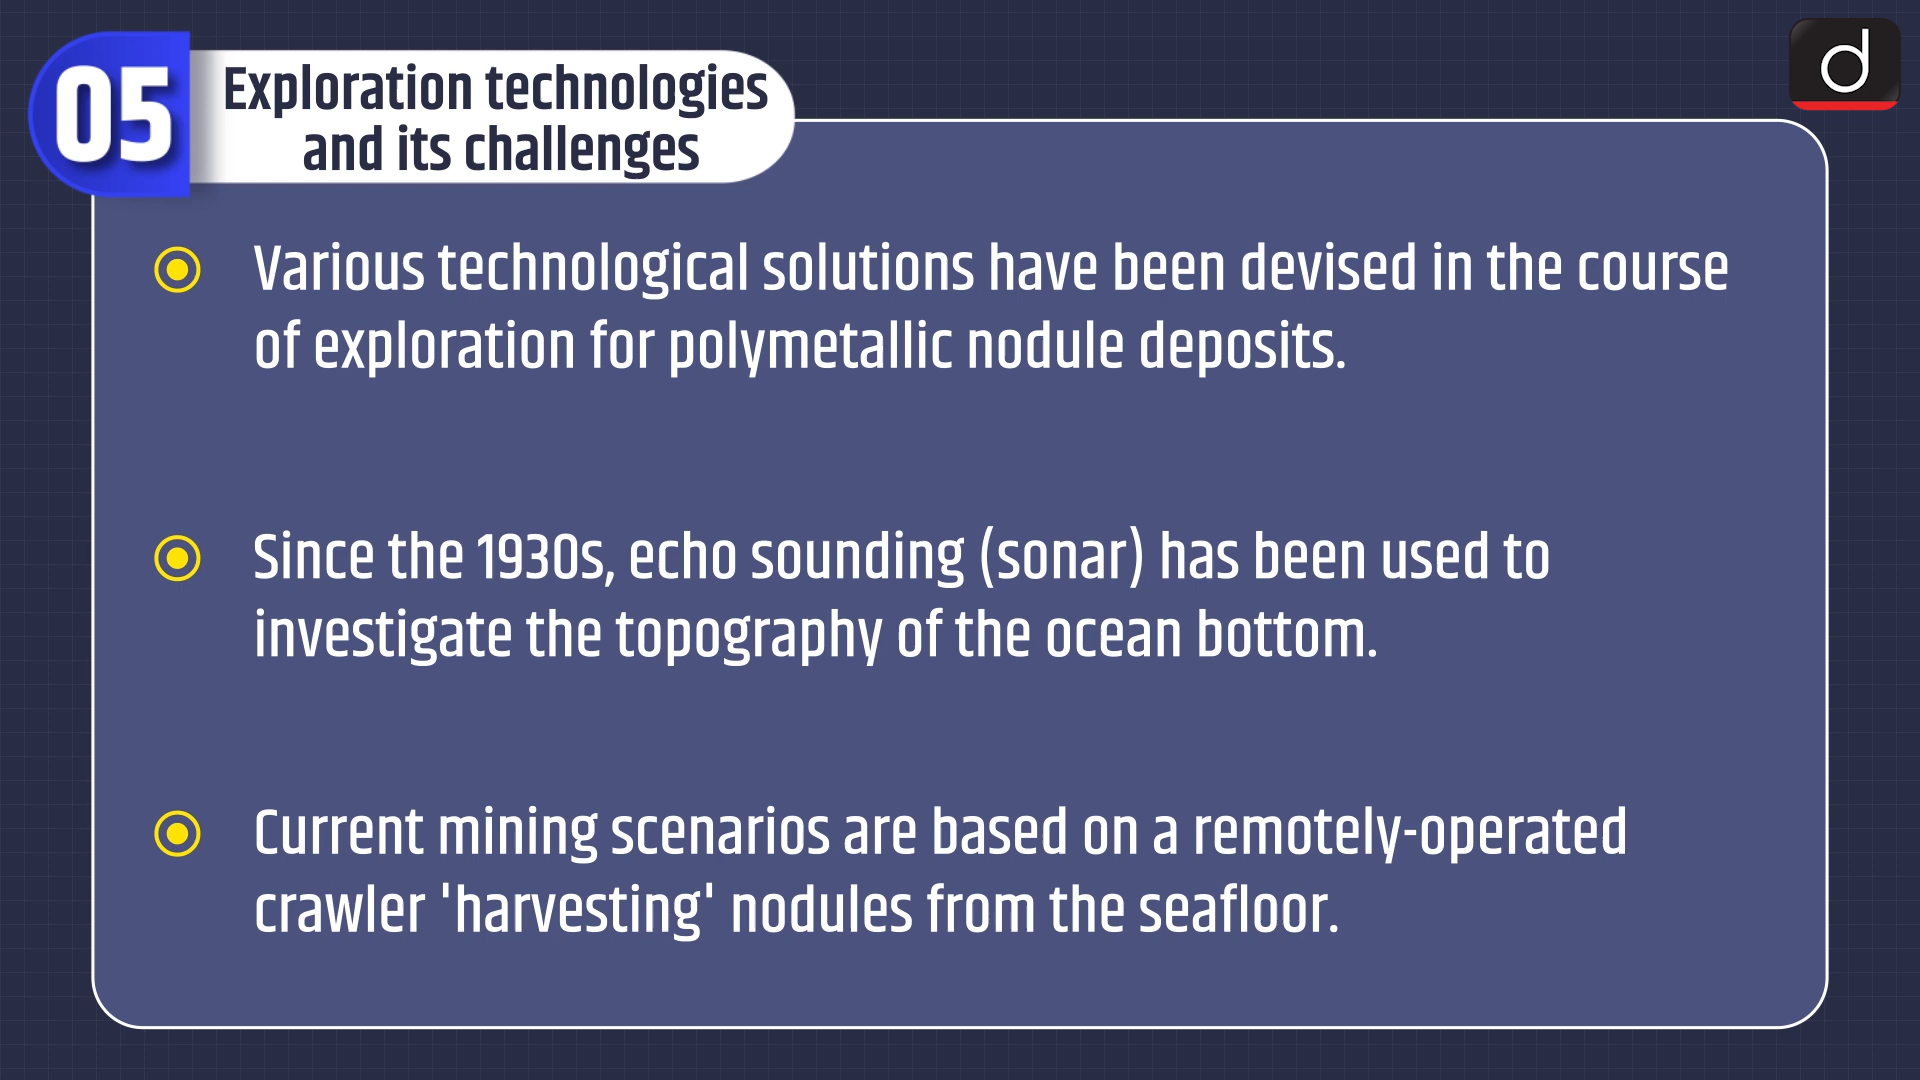 05
Exploration technologies
and its challenges
d
Various technological solutions have been devised in the course
of exploration for polymetallic nodule deposits.
Since the 1930s, echo sounding (sonar) has been used to
investigate the topography of the ocean bottom.
Current mining scenarios are based on a remotely-operated
crawler 'harvesting' nodules from the seafloor.